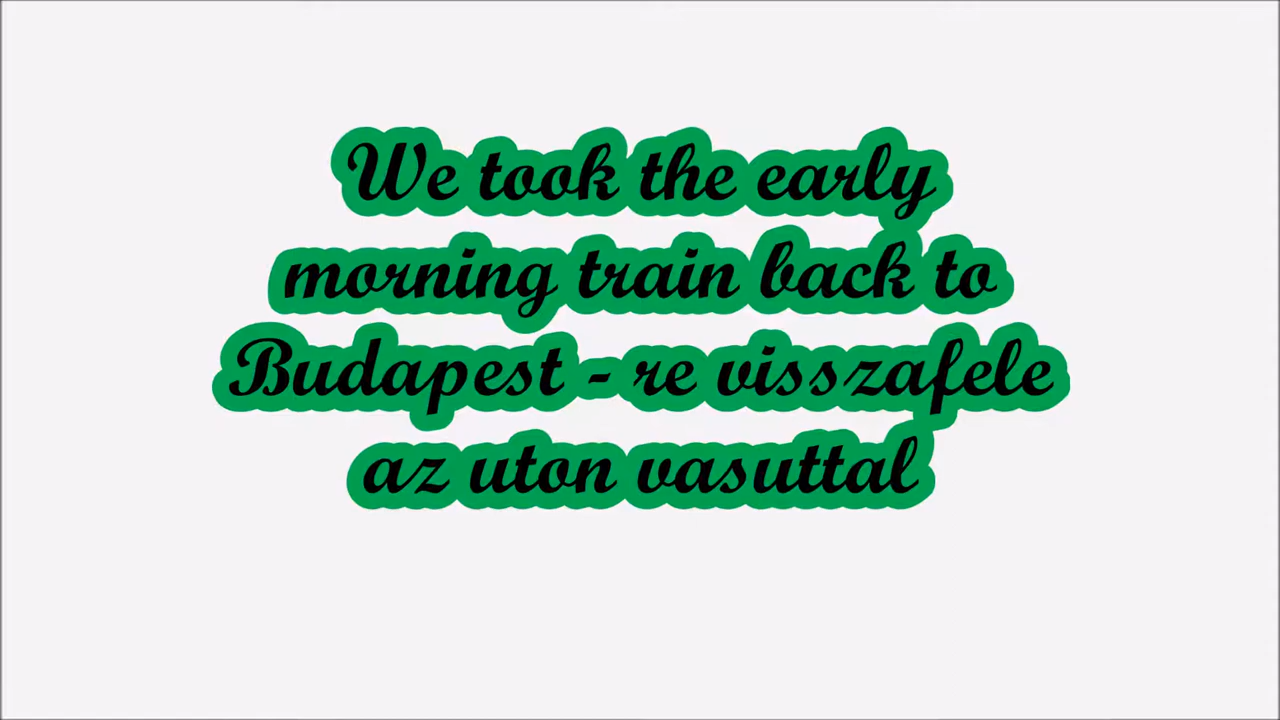 We took the early
morning train back to
Budapest - re visszafele
az uton vasuttal